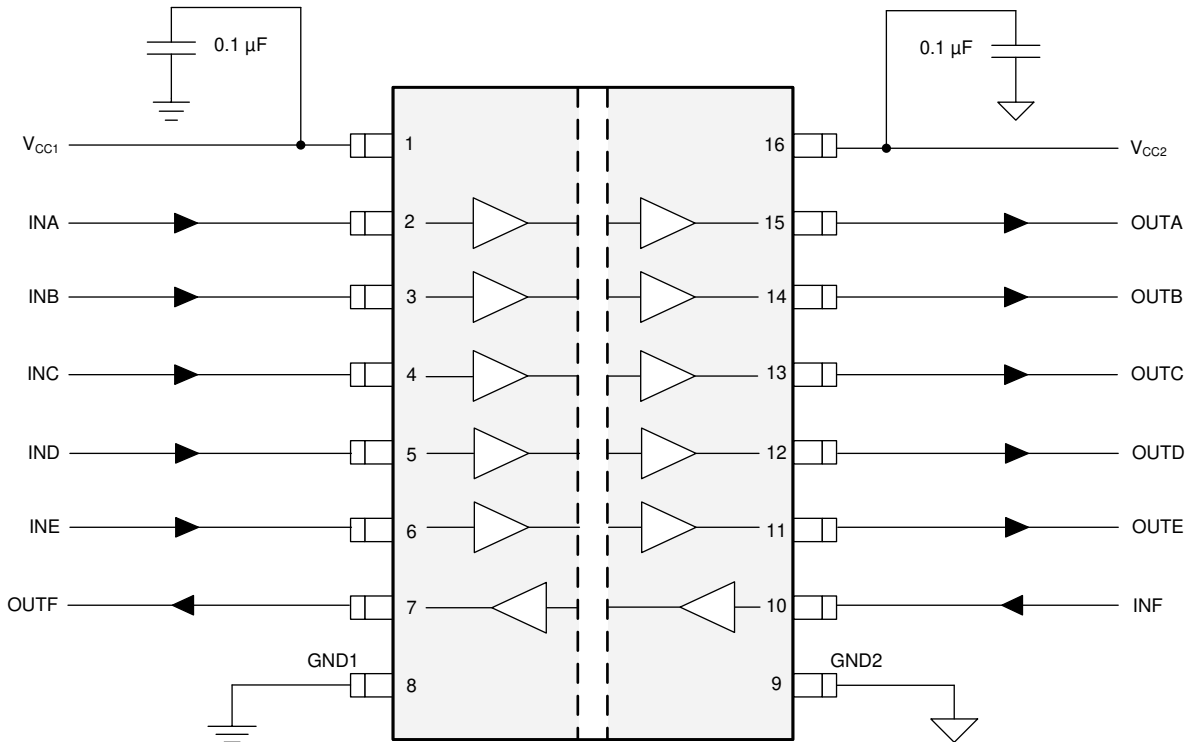 0.1 µF 0.1 µF
VCC1 1 16 VCC2
INA 2 15 OUTA
INB 3 14 OUTB
INC 4 13 OUTC
IND 5 12 OUTD
INE 6 11 OUTE
OUTF 7 10 INF
GND1 GND2
8 9